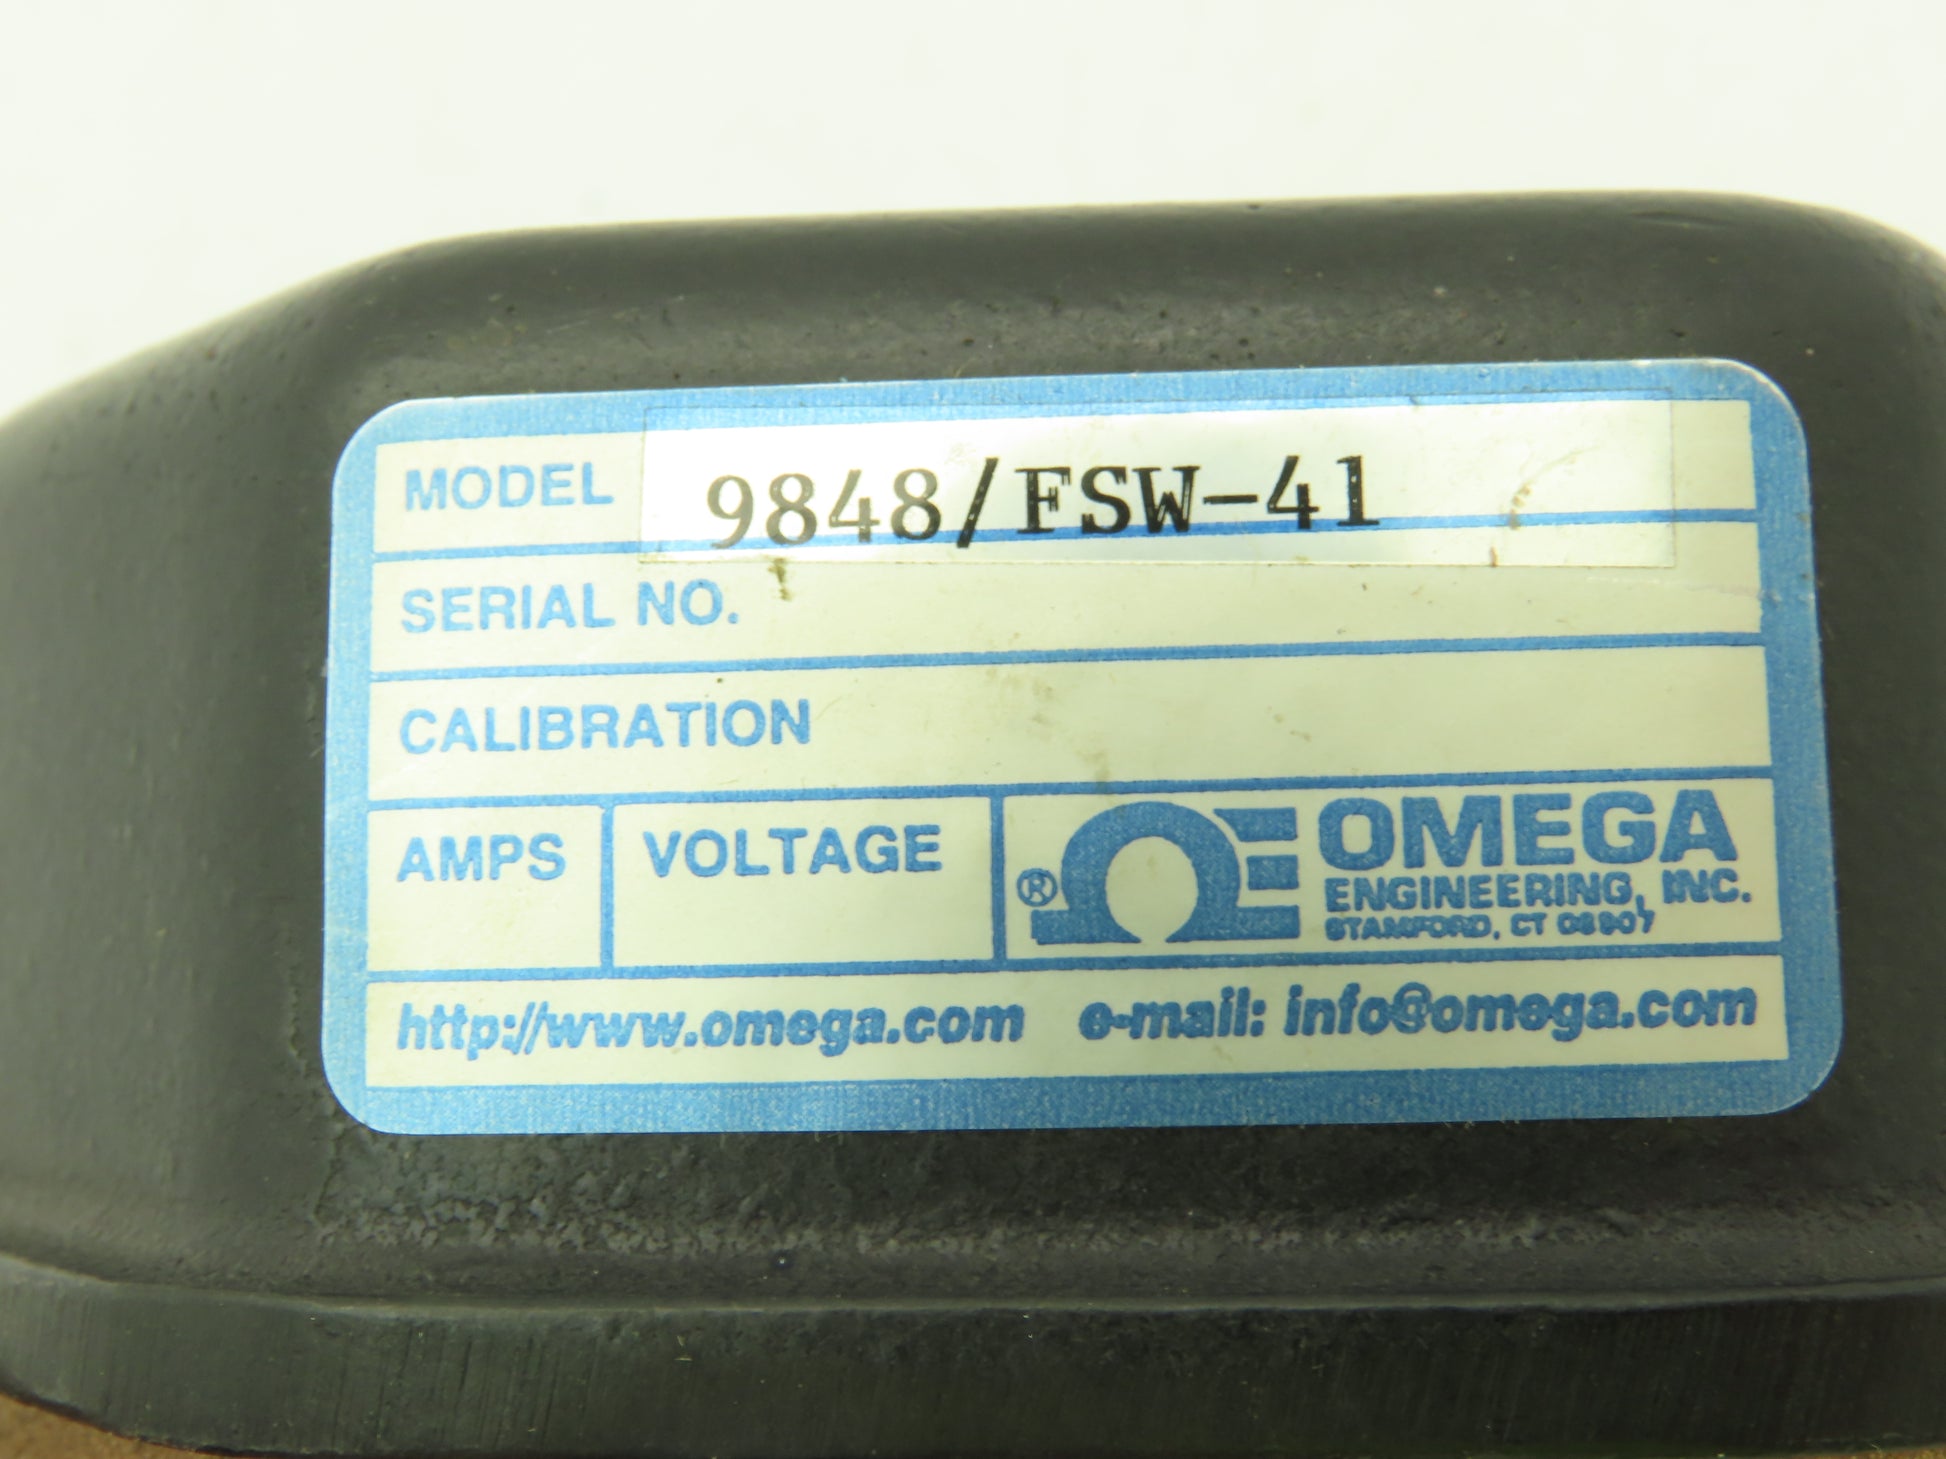 MODEL 9848/FSW-41
SERIAL NO.
CALIBRATION
AMPS VOLTAGE
® OMEGA
ENGINEERING, INC.
STAMFORD, CT 06907
http://www.omega.com e-mail: info@omega.com